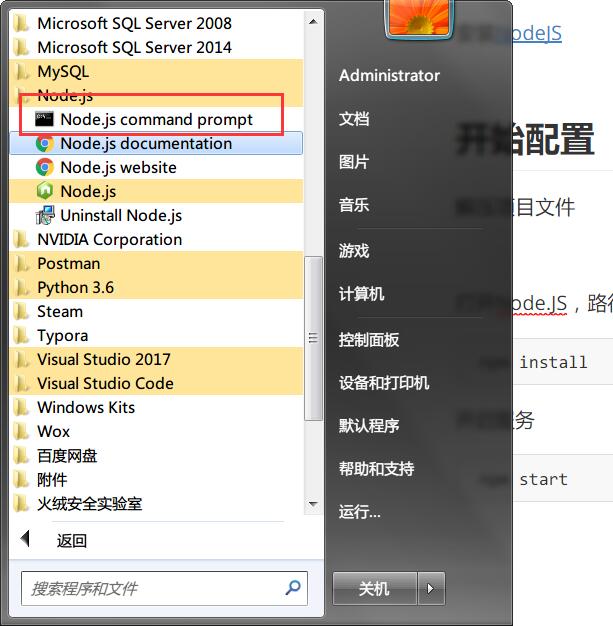 Microsoft SQL Server 2008
Microsoft SQL Server 2014
MySQL
Node.js
Node.js command prompt
Node.js documentation
Node.js website
Node.js
Uninstall Node.js
NVIDIA Corporation
Postman
Python 3.6
Steam
Typora
Visual Studio 2017
Visual Studio Code
Windows Kits
Wox
百度网盘
附件
火绒安全实验室
返回
搜索程序和文件
Administrator
文档
图片
音乐
游戏
计算机
控制面板
设备和打印机
默认程序
帮助和支持
运行...
关机
安装NodeJS
开始配置
解压项目文件
打开Node.JS，路
npm install
开启服务
npm start